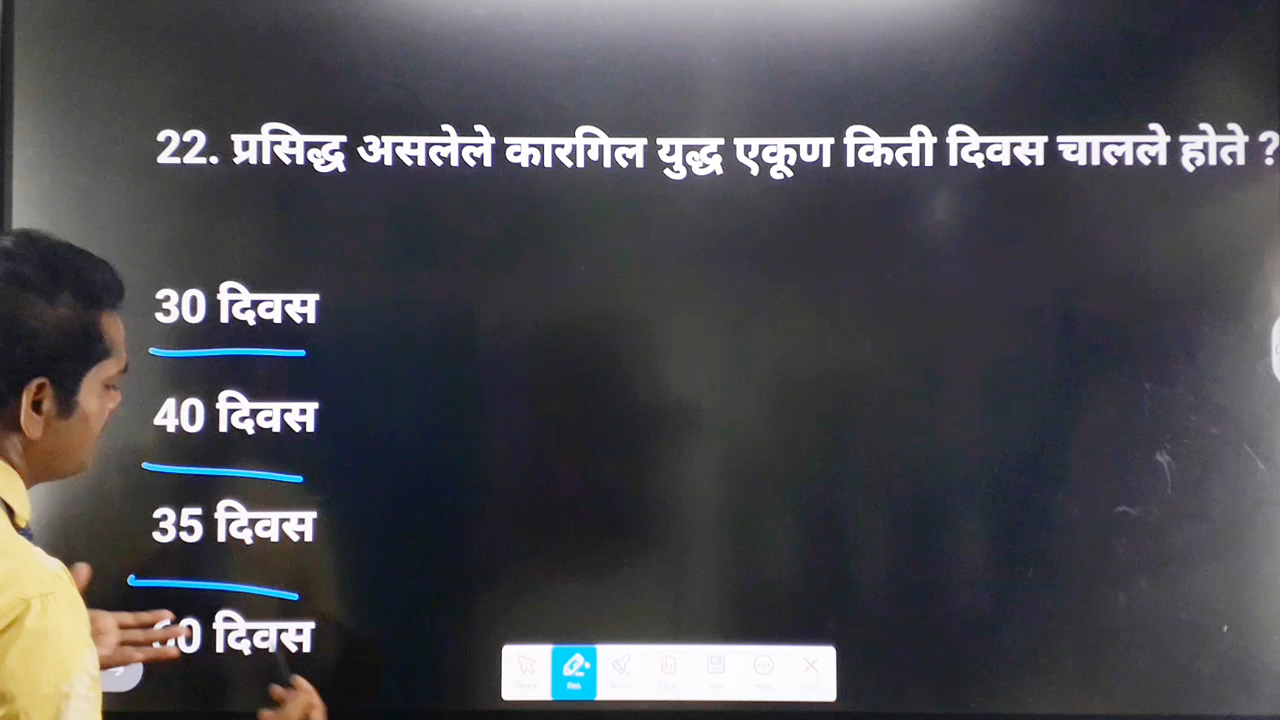 22. प्रसिद्ध असलेले कारगिल युद्ध एकूण किती दिवस चालले होते ?
30 दिवस
40 दिवस
35 दिवस
दिवस